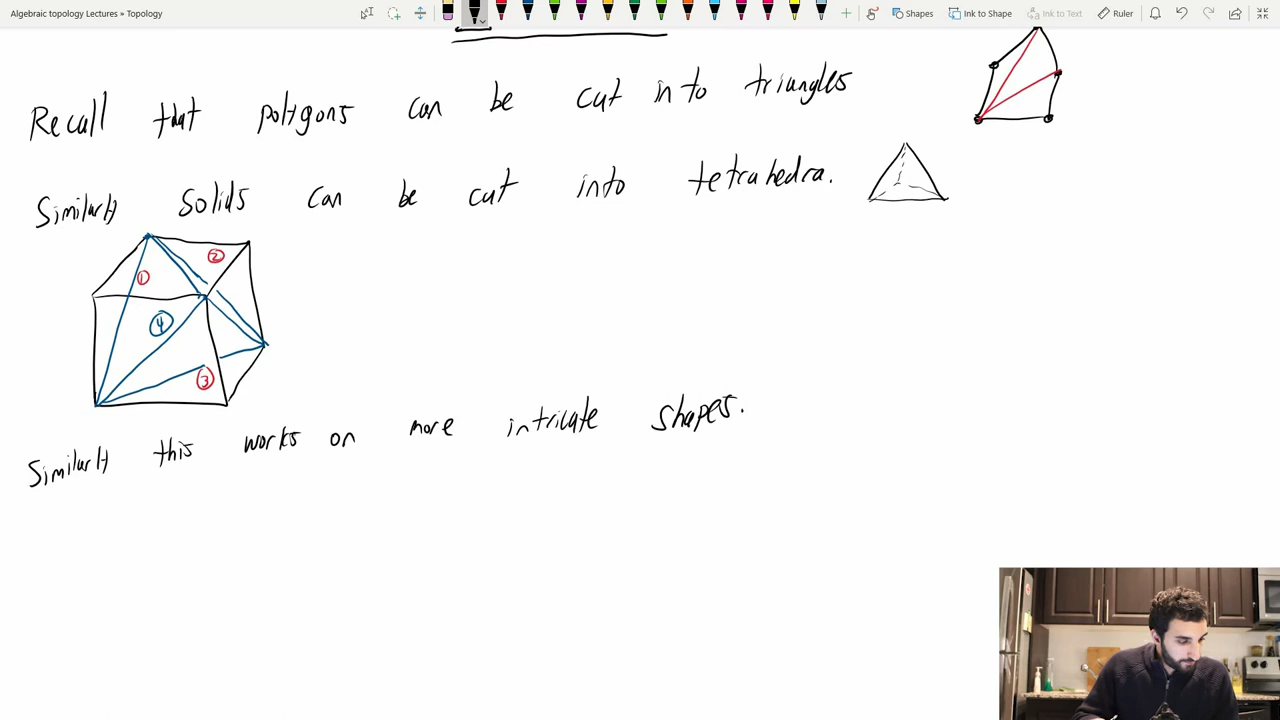 Algebraic topology Lectures » Topology
Shapes Ink to Shape Ink to Text Ruler
Recall that polygons can be cut into triangles
Similarly solids can be cut into tetrahedra.
2
1
4
3
Similarly this works on more intricate shapes.